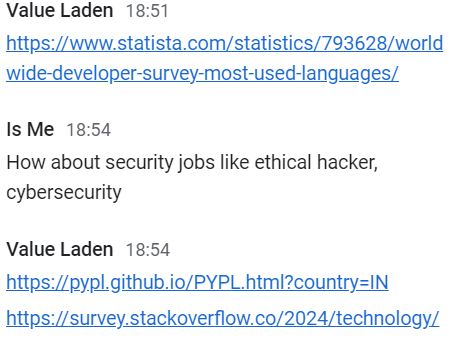 Value Laden 18:51
https://www.statista.com/statistics/793628/world
wide-developer-survey-most-used-languages/
Is Me 18:54
How about security jobs like ethical hacker,
cybersecurity
Value Laden 18:54
https://pypl.github.io/PYPL.html?country=IN
https://survey.stackoverflow.co/2024/technology/